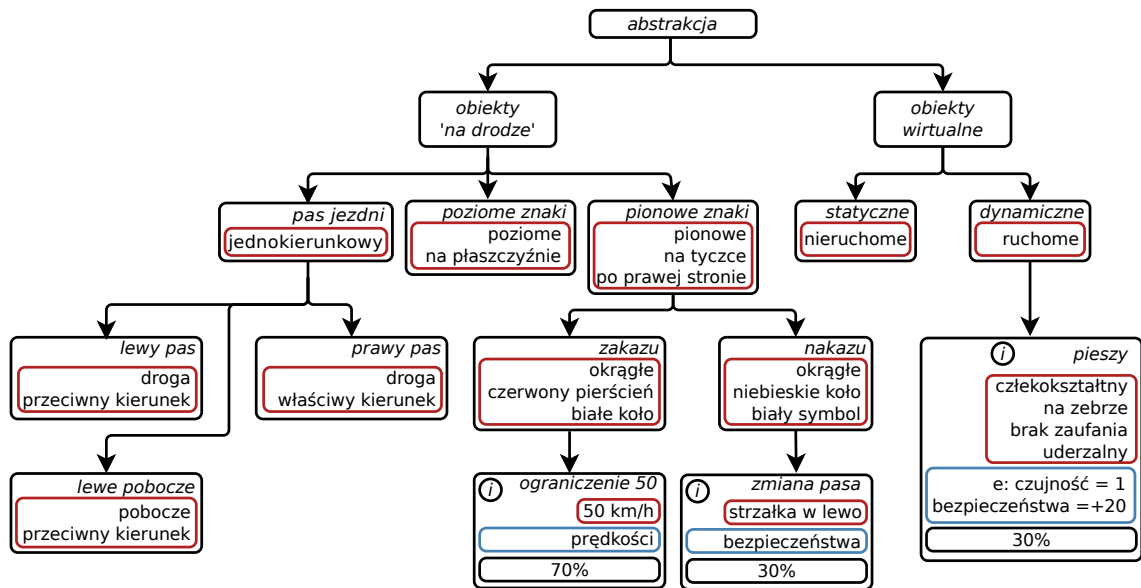 abstrakcja
obiekty
'na drodze'
obiekty
wirtualne
pas jezdni
jednokierunkowy
poziome znaki
poziome
na płaszczyźnie
pionowe znaki
pionowe
na tyczce
po prawej stronie
statyczne
nieruchome
dynamiczne
ruchome
lewy pas
droga
przeciwny kierunek
prawy pas
droga
właściwy kierunek
zakazu
okrągłe
czerwony pierścień
białe koło
nakazu
okrągłe
niebieskie koło
biały symbol
i
pieszy
człekokształtny
na zebrze
brak zaufania
uderzalny
e: czujność = 1
bezpieczeństwa =+20
30%
lewe pobocze
pobocze
przeciwny kierunek
i
ograniczenie 50
50 km/h
prędkości
70%
i
zmiana pasa
strzałka w lewo
bezpieczeństwa
30%